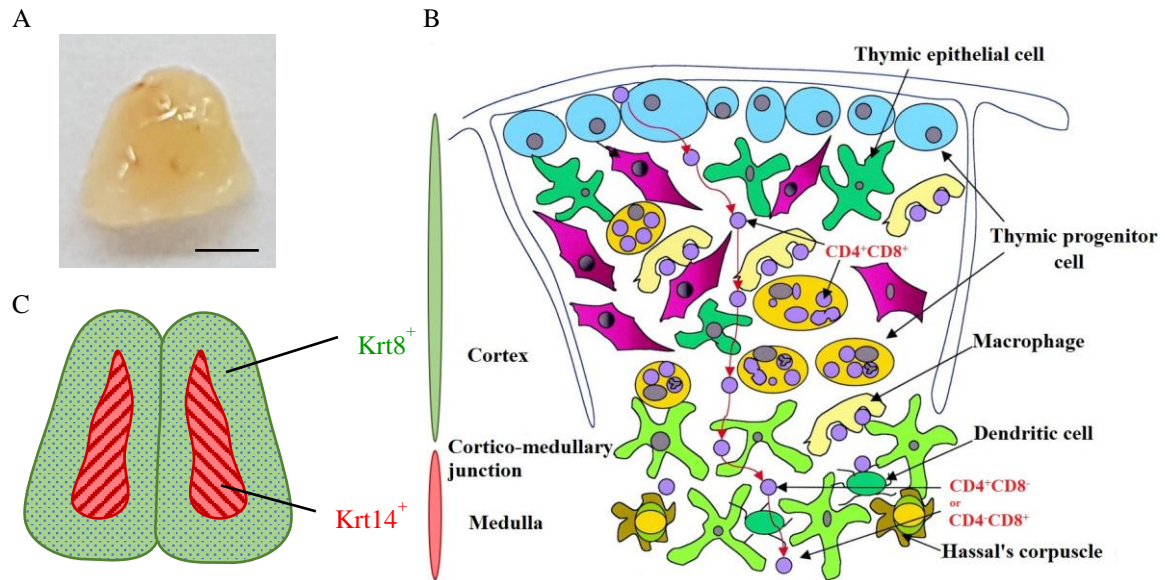 A
B
Thymic epithelial cell
CD4⁺CD8⁺
Thymic progenitor
cell
C
Krt8⁺
Cortex
Macrophage
Cortico-medullary
junction
Dendritic cell
CD4⁺CD8⁻
or
CD4⁻CD8⁺
Krt14⁺
Medulla
Hassal's corpuscle